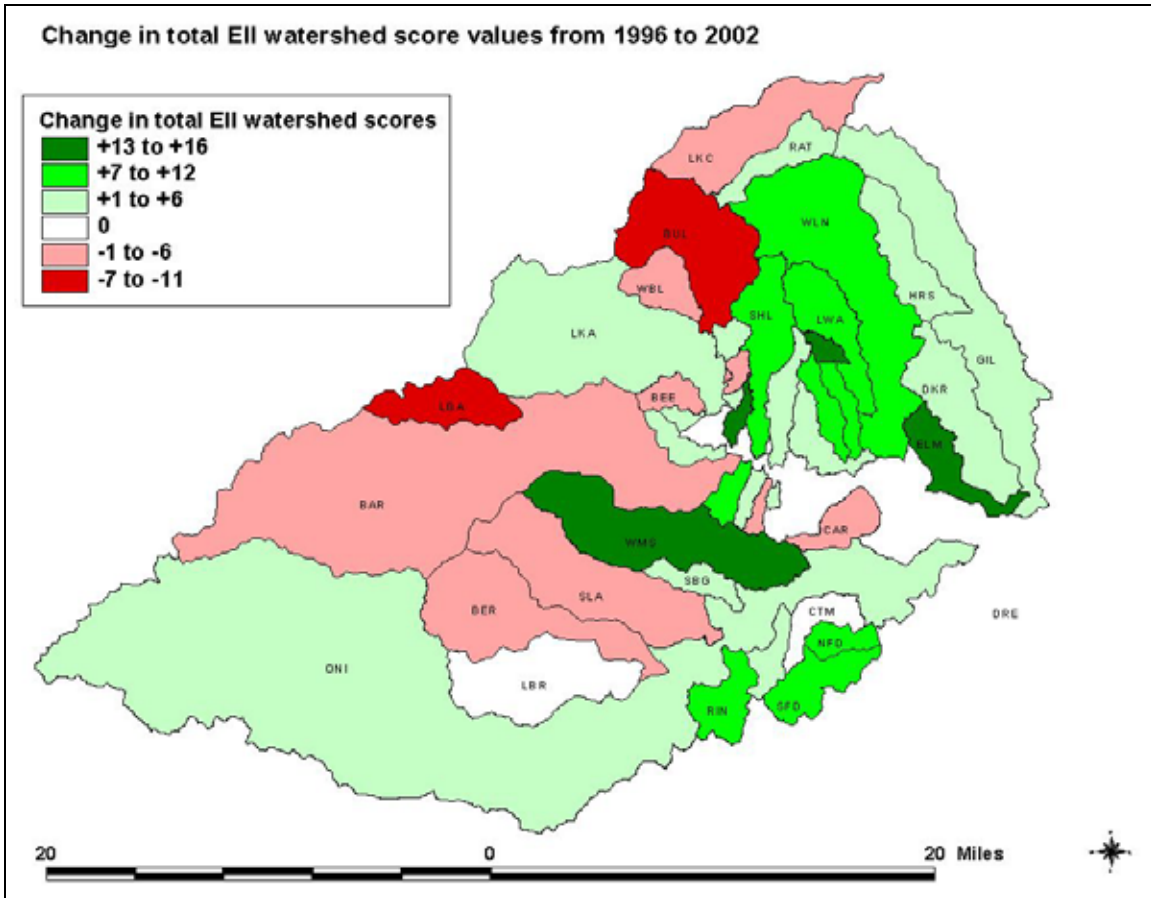 Change in total EII watershed score values from 1996 to 2002
Change in total EII watershed scores
+13 to +16
+7 to +12
+1 to +6
0
-1 to -6
-7 to -11
RAT
LKC
WLN
BUL
WBL
HRS
SHL
LWA
LKA
GIL
DKR
BEE
LBA
ELM
BAR
CAR
WMS
SBG
SLA
BER
CTM
DRE
NFD
ONI
LBR
RIN
SFD
20
0
20 Miles